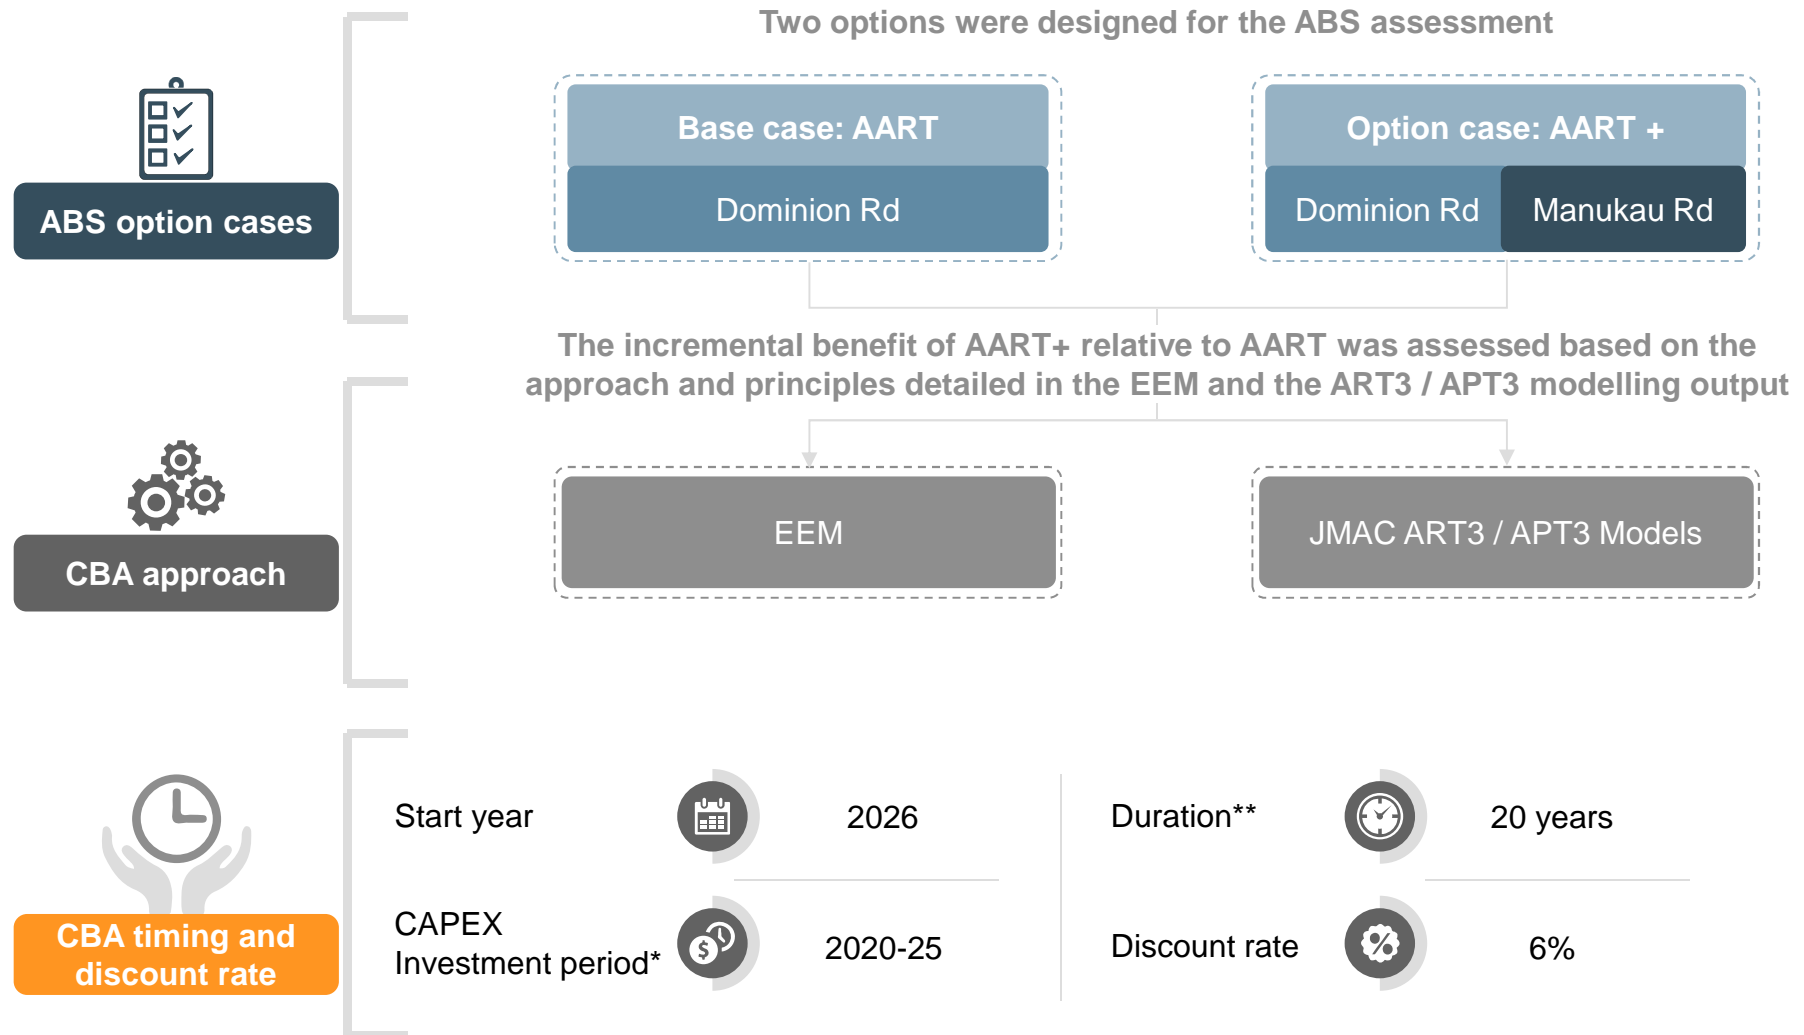 Two options were designed for the ABS assessment
Base case: AART
Option case: AART +
Dominion Rd
Dominion Rd
Manukau Rd
ABS option cases
The incremental benefit of AART+ relative to AART was assessed based on the
approach and principles detailed in the EEM and the ART3 / APT3 modelling output
EEM
JMAC ART3 / APT3 Models
CBA approach
Start year
2026
Duration**
20 years
CAPEX
Investment period*
2020-25
Discount rate
6%
CBA timing and
discount rate